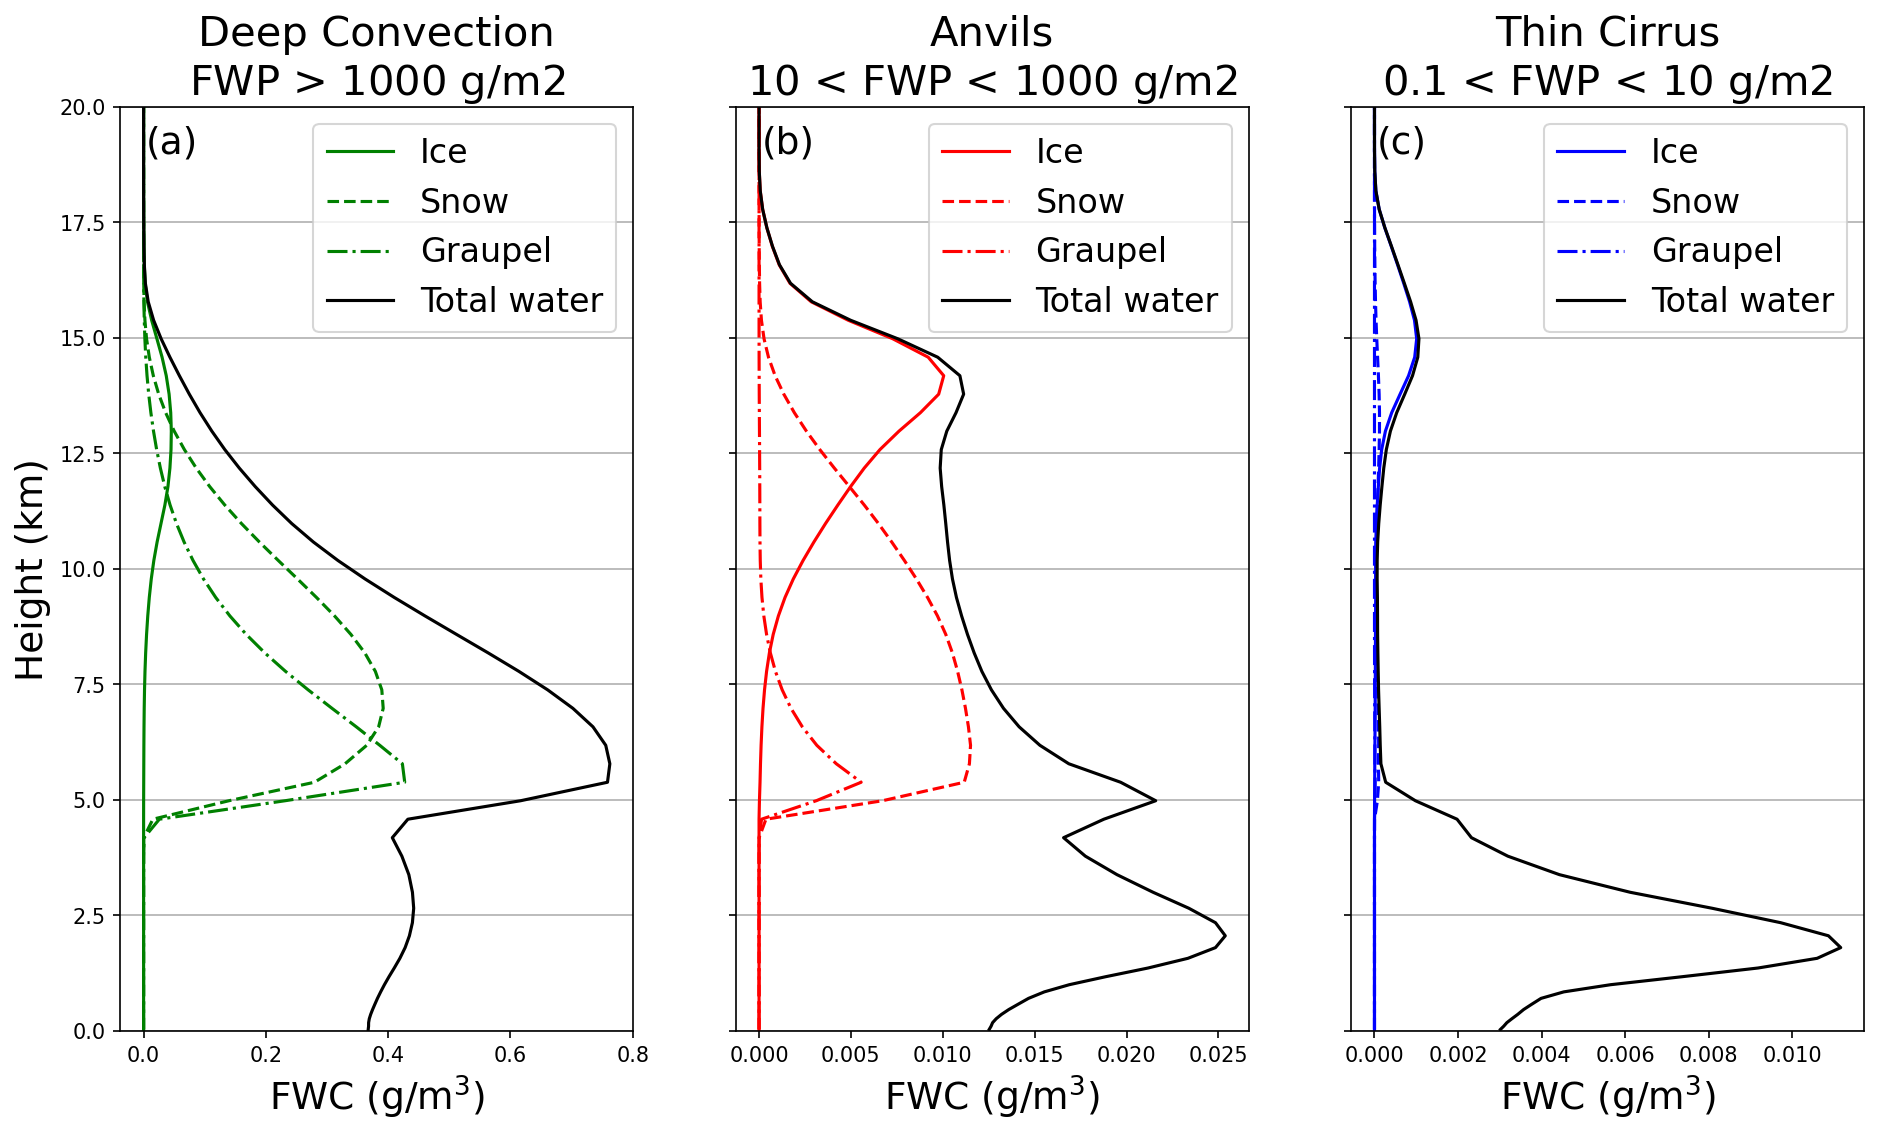 Deep Convection
FWP > 1000 g/m2
Anvils
10 < FWP < 1000 g/m2
Thin Cirrus
0.1 < FWP < 10 g/m2
(a)
Ice
Snow
Graupel
Total water
(b)
Ice
Snow
Graupel
Total water
(c)
Ice
Snow
Graupel
Total water
Height (km)
20.0
17.5
15.0
12.5
10.0
7.5
5.0
2.5
0.0
0.0 0.2 0.4 0.6 0.8
0.000 0.005 0.010 0.015 0.020 0.025
0.000 0.002 0.004 0.006 0.008 0.010
FWC (g/m³)
FWC (g/m³)
FWC (g/m³)